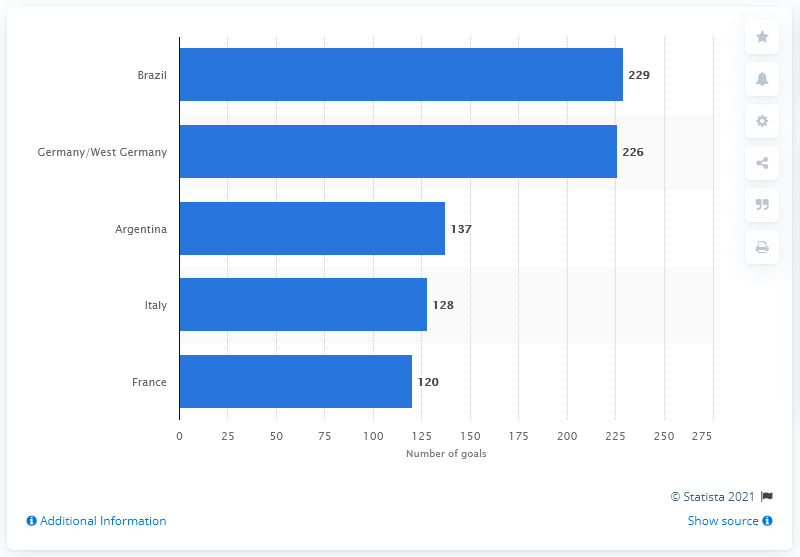 Brazil 229
Germany/West Germany 226
Argentina 137
Italy 128
France 120
0 25 50 75 100 125 150 175 200 225 250 275
Number of goals
© Statista 2021
Additional Information
Show source